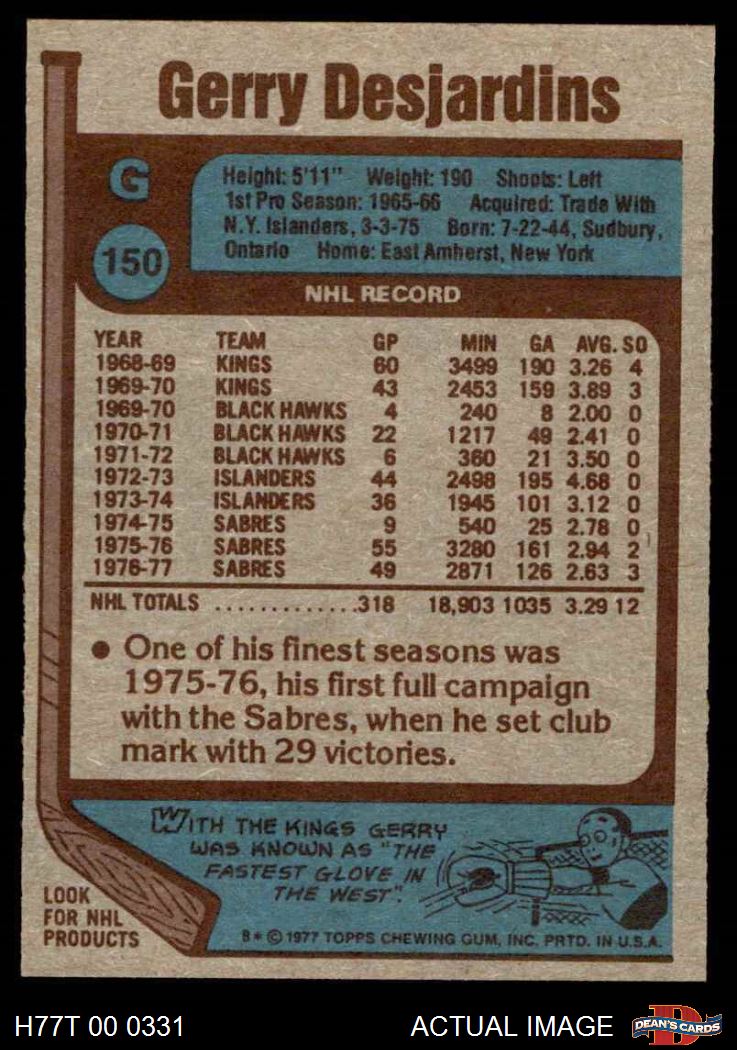 Gerry Desjardins
G
150
Height: 5'11" Weight: 190 Shoots: Left
1st Pro Season: 1965-66 Acquired: Trade With
N.Y. Islanders, 3-3-75 Born: 7-22-44, Sudbury,
Ontario Home: East Amherst, New York
NHL RECORD
YEAR TEAM GP MIN GA AVG. SO
1968-69 KINGS 60 3499 190 3.26 4
1969-70 KINGS 43 2453 159 3.89 3
1969-70 BLACK HAWKS 4 240 8 2.00 0
1970-71 BLACK HAWKS 22 1217 49 2.41 0
1971-72 BLACK HAWKS 6 360 21 3.50 0
1972-73 ISLANDERS 44 2498 195 4.68 0
1973-74 ISLANDERS 36 1945 101 3.12 0
1974-75 SABRES 9 540 25 2.78 0
1975-76 SABRES 55 3280 161 2.94 2
1976-77 SABRES 49 2871 126 2.63 3
NHL TOTALS .............318 18,903 1035 3.29 12
● One of his finest seasons was
1975-76, his first full campaign
with the Sabres, when he set club
mark with 29 victories.
WITH THE KINGS GERRY
WAS KNOWN AS "THE
FASTEST GLOVE IN
THE WEST".
LOOK
FOR NHL
PRODUCTS
B* © 1977 TOPPS CHEWING GUM, INC. PRTD. IN U.S.A.
H77T 00 0331
ACTUAL IMAGE
D
DEAN'S CARDS